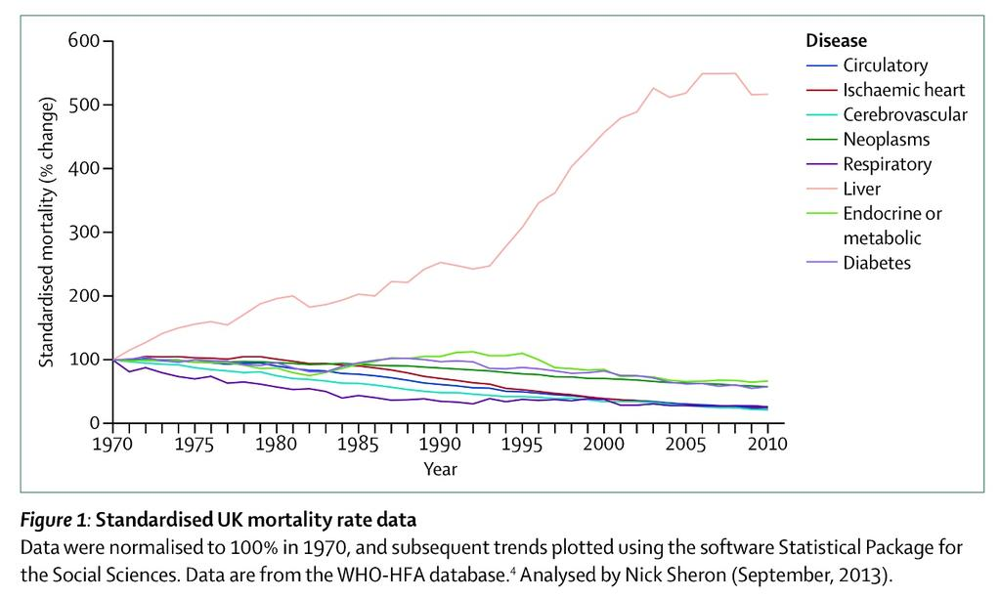 600
500
400
300
200
100
0
Standardised mortality (% change)
1970
1975
1980
1985
1990
1995
2000
2005
2010
Year
Disease
Circulatory
Ischaemic heart
Cerebrovascular
Neoplasms
Respiratory
Liver
Endocrine or
metabolic
Diabetes
Figure 1: Standardised UK mortality rate data
Data were normalised to 100% in 1970, and subsequent trends plotted using the software Statistical Package for
the Social Sciences. Data are from the WHO-HFA database.⁴ Analysed by Nick Sheron (September, 2013).